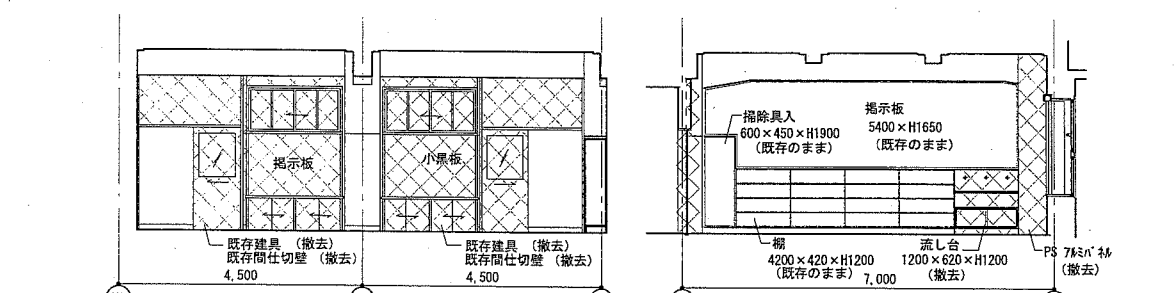 掲示板
小黒板
既存建具 (撤去)
既存間仕切壁 (撤去)
既存建具 (撤去)
既存間仕切壁 (撤去)
4,500
4,500
掃除具入
600×450×H1900
(既存のまま)
掲示板
5400×H1650
(既存のまま)
棚
4200×420×H1200
(既存のまま)
流し台
1200×620×H1200
(撤去)
PS アルミパネル
(撤去)
7,000